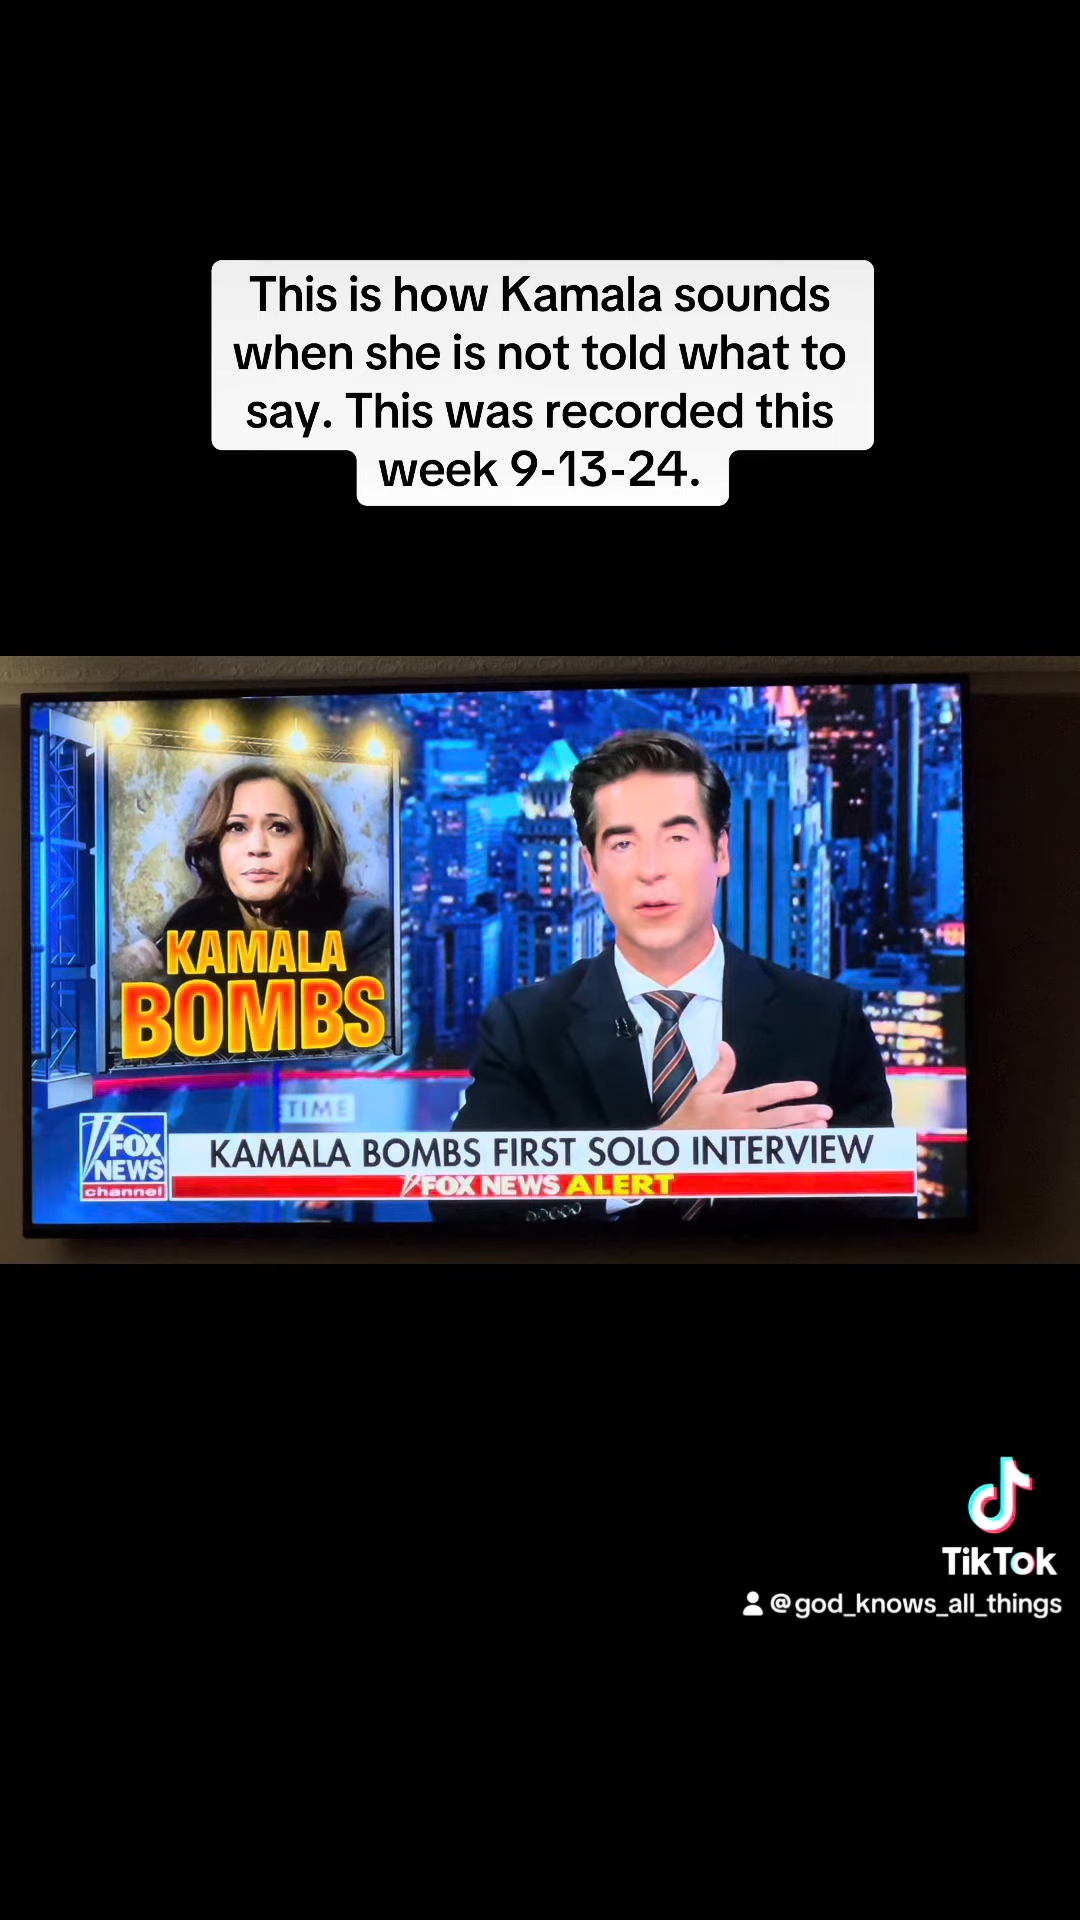 This is how Kamala sounds
when she is not told what to
say. This was recorded this
week 9-13-24.
KAMALA
BOMBS
TIME
FOX
NEWS
channel
KAMALA BOMBS FIRST SOLO INTERVIEW
FOX NEWS ALERT
TikTok
@god_knows_all_things